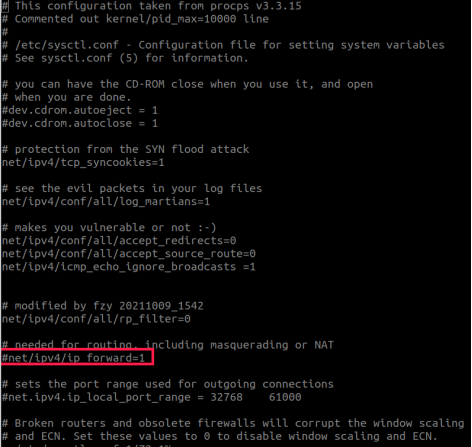 # This configuration taken from procps v3.3.15
# Commented out kernel/pid_max=10000 line
#
# /etc/sysctl.conf - Configuration file for setting system variables
# See sysctl.conf (5) for information.
# you can have the CD-ROM close when you use it, and open
# when you are done.
#dev.cdrom.autoeject = 1
#dev.cdrom.autoclose = 1
# protection from the SYN flood attack
net/ipv4/tcp_syncookies=1
# see the evil packets in your log files
net/ipv4/conf/all/log_martians=1
# makes you vulnerable or not :-)
net/ipv4/conf/all/accept_redirects=0
net/ipv4/conf/all/accept_source_route=0
net/ipv4/icmp_echo_ignore_broadcasts =1
# modified by fzy 20211009_1542
net/ipv4/conf/all/rp_filter=0
# needed for routing, including masquerading or NAT
#net/ipv4/ip_forward=1
# sets the port range used for outgoing connections
#net.ipv4.ip_local_port_range = 32768    61000
# Broken routers and obsolete firewalls will corrupt the window scaling
# and ECN. Set these values to 0 to disable window scaling and ECN.